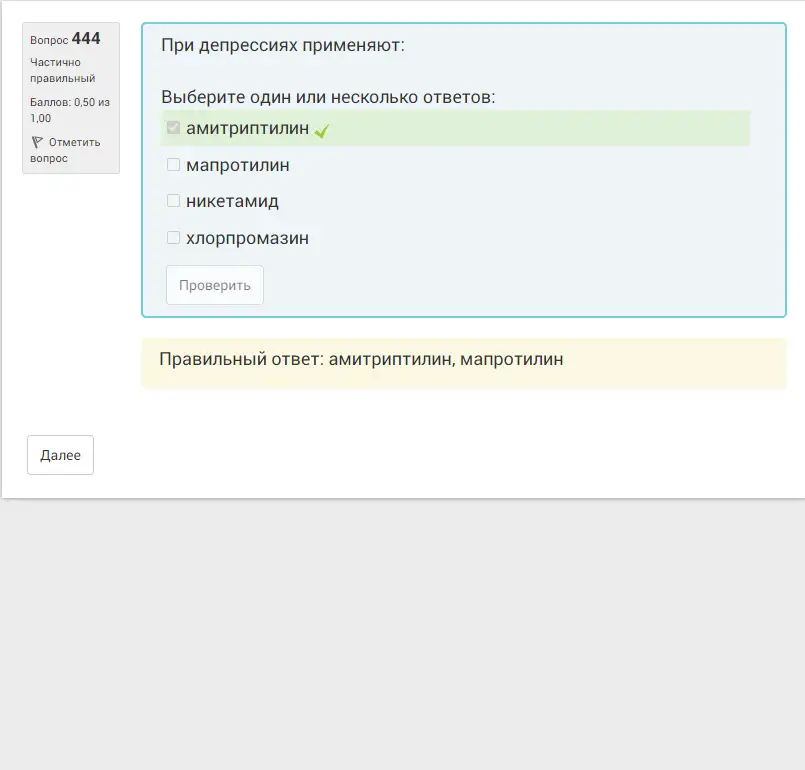 Вопрос 444
Частично
правильный
Баллов: 0,50 из
1,00
Отметить
вопрос
При депрессиях применяют:
Выберите один или несколько ответов:
амитриптилин
мапротилин
никетамид
хлорпромазин
Проверить
Правильный ответ: амитриптилин, мапротилин
Далее